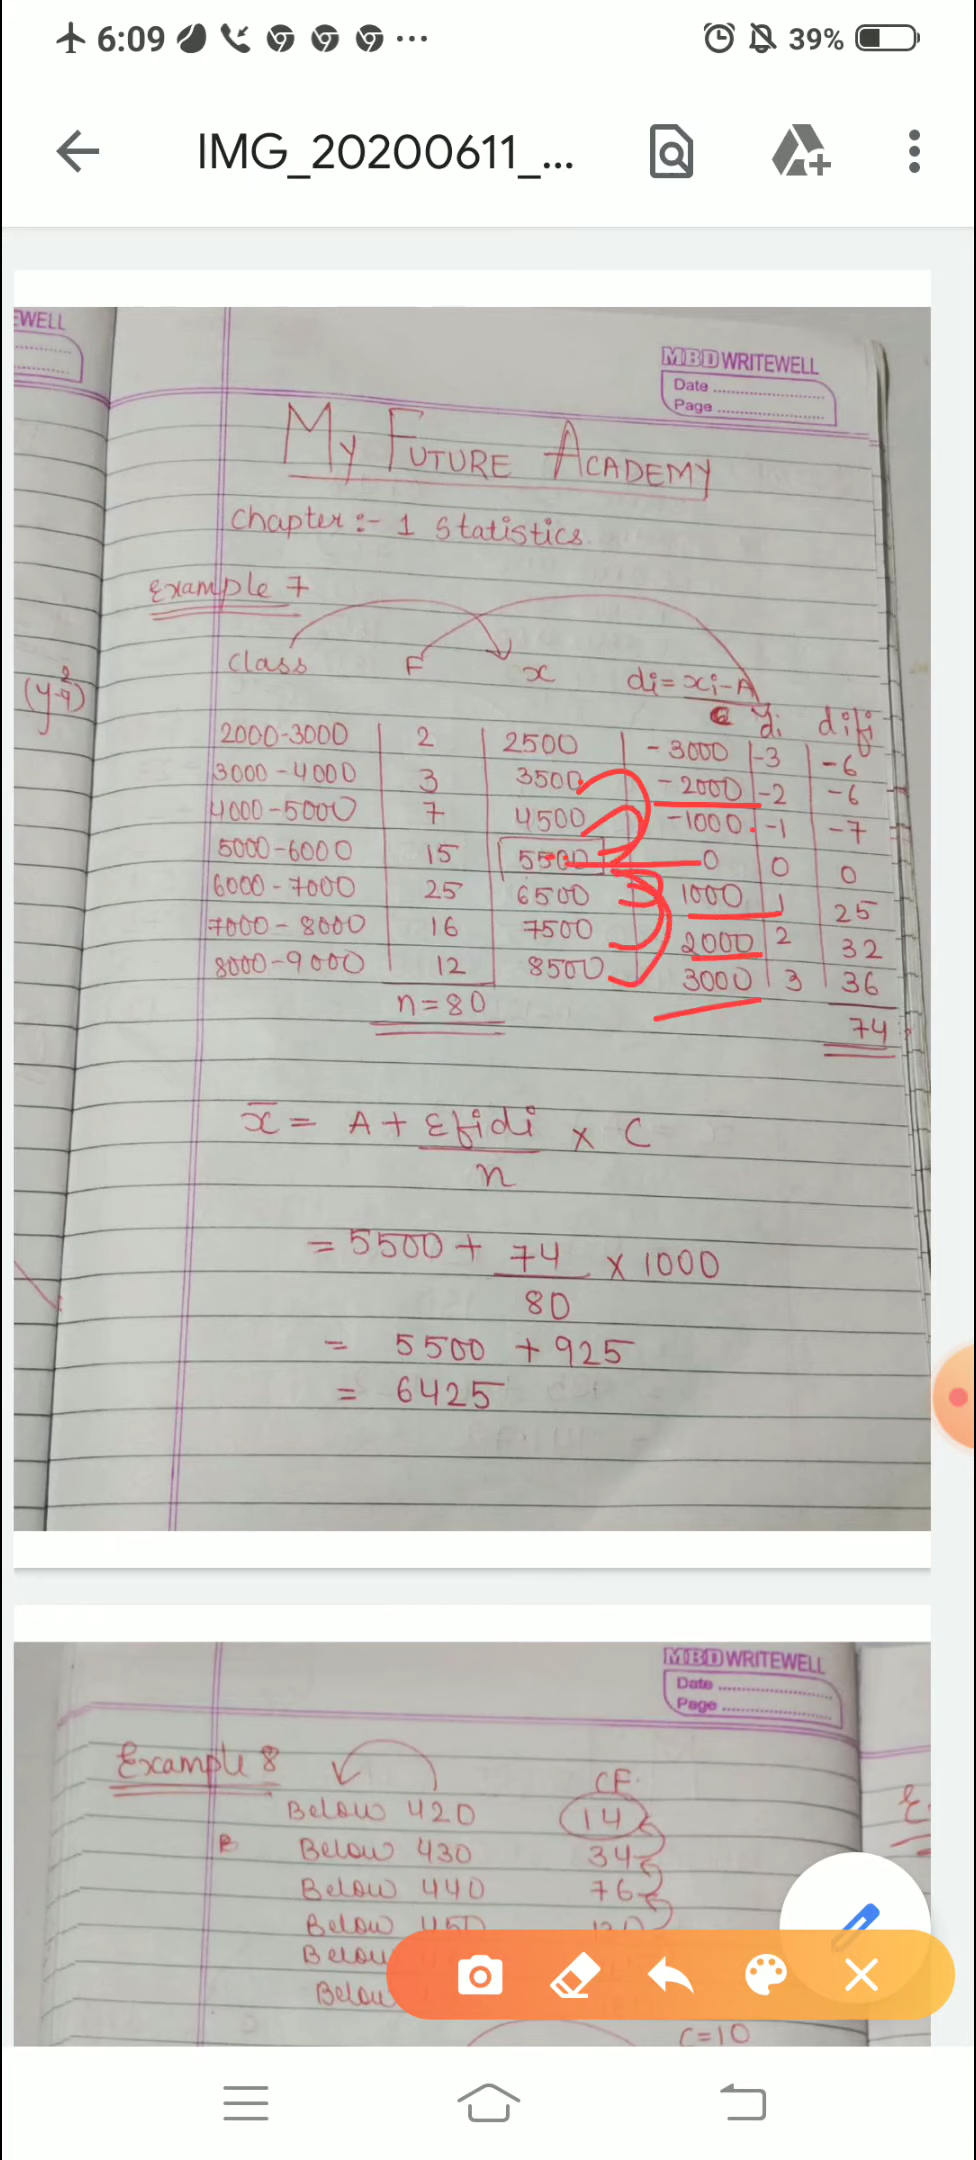 6:09 ... 39%
IMG_20200611_...
EWELL
MBD WRITEWELL
Date
Page
My Future Academy
Chapter :- 1 Statistics.
Example 7
Class F x di = xi - A
c yi difi
2000-3000 2 2500 -3000 -3 -6
3000-4000 3 3500 -2000 -2 -6
4000-5000 7 4500 -1000 -1 -7
5000-6000 15 5500 0 0 0
6000-7000 25 6500 1000 1 25
7000-8000 16 7500 2000 2 32
8000-9000 12 8500 3000 3 36
n=80 74
x̄ = A + Σfidi × C
n
= 5500 + 74 × 1000
80
= 5500 + 925
= 6425
MBD WRITEWELL
Date
Page
Example 8
CF.
Below 420 14
B Below 430 34
Below 440 76
Below
Below
Below
C=10